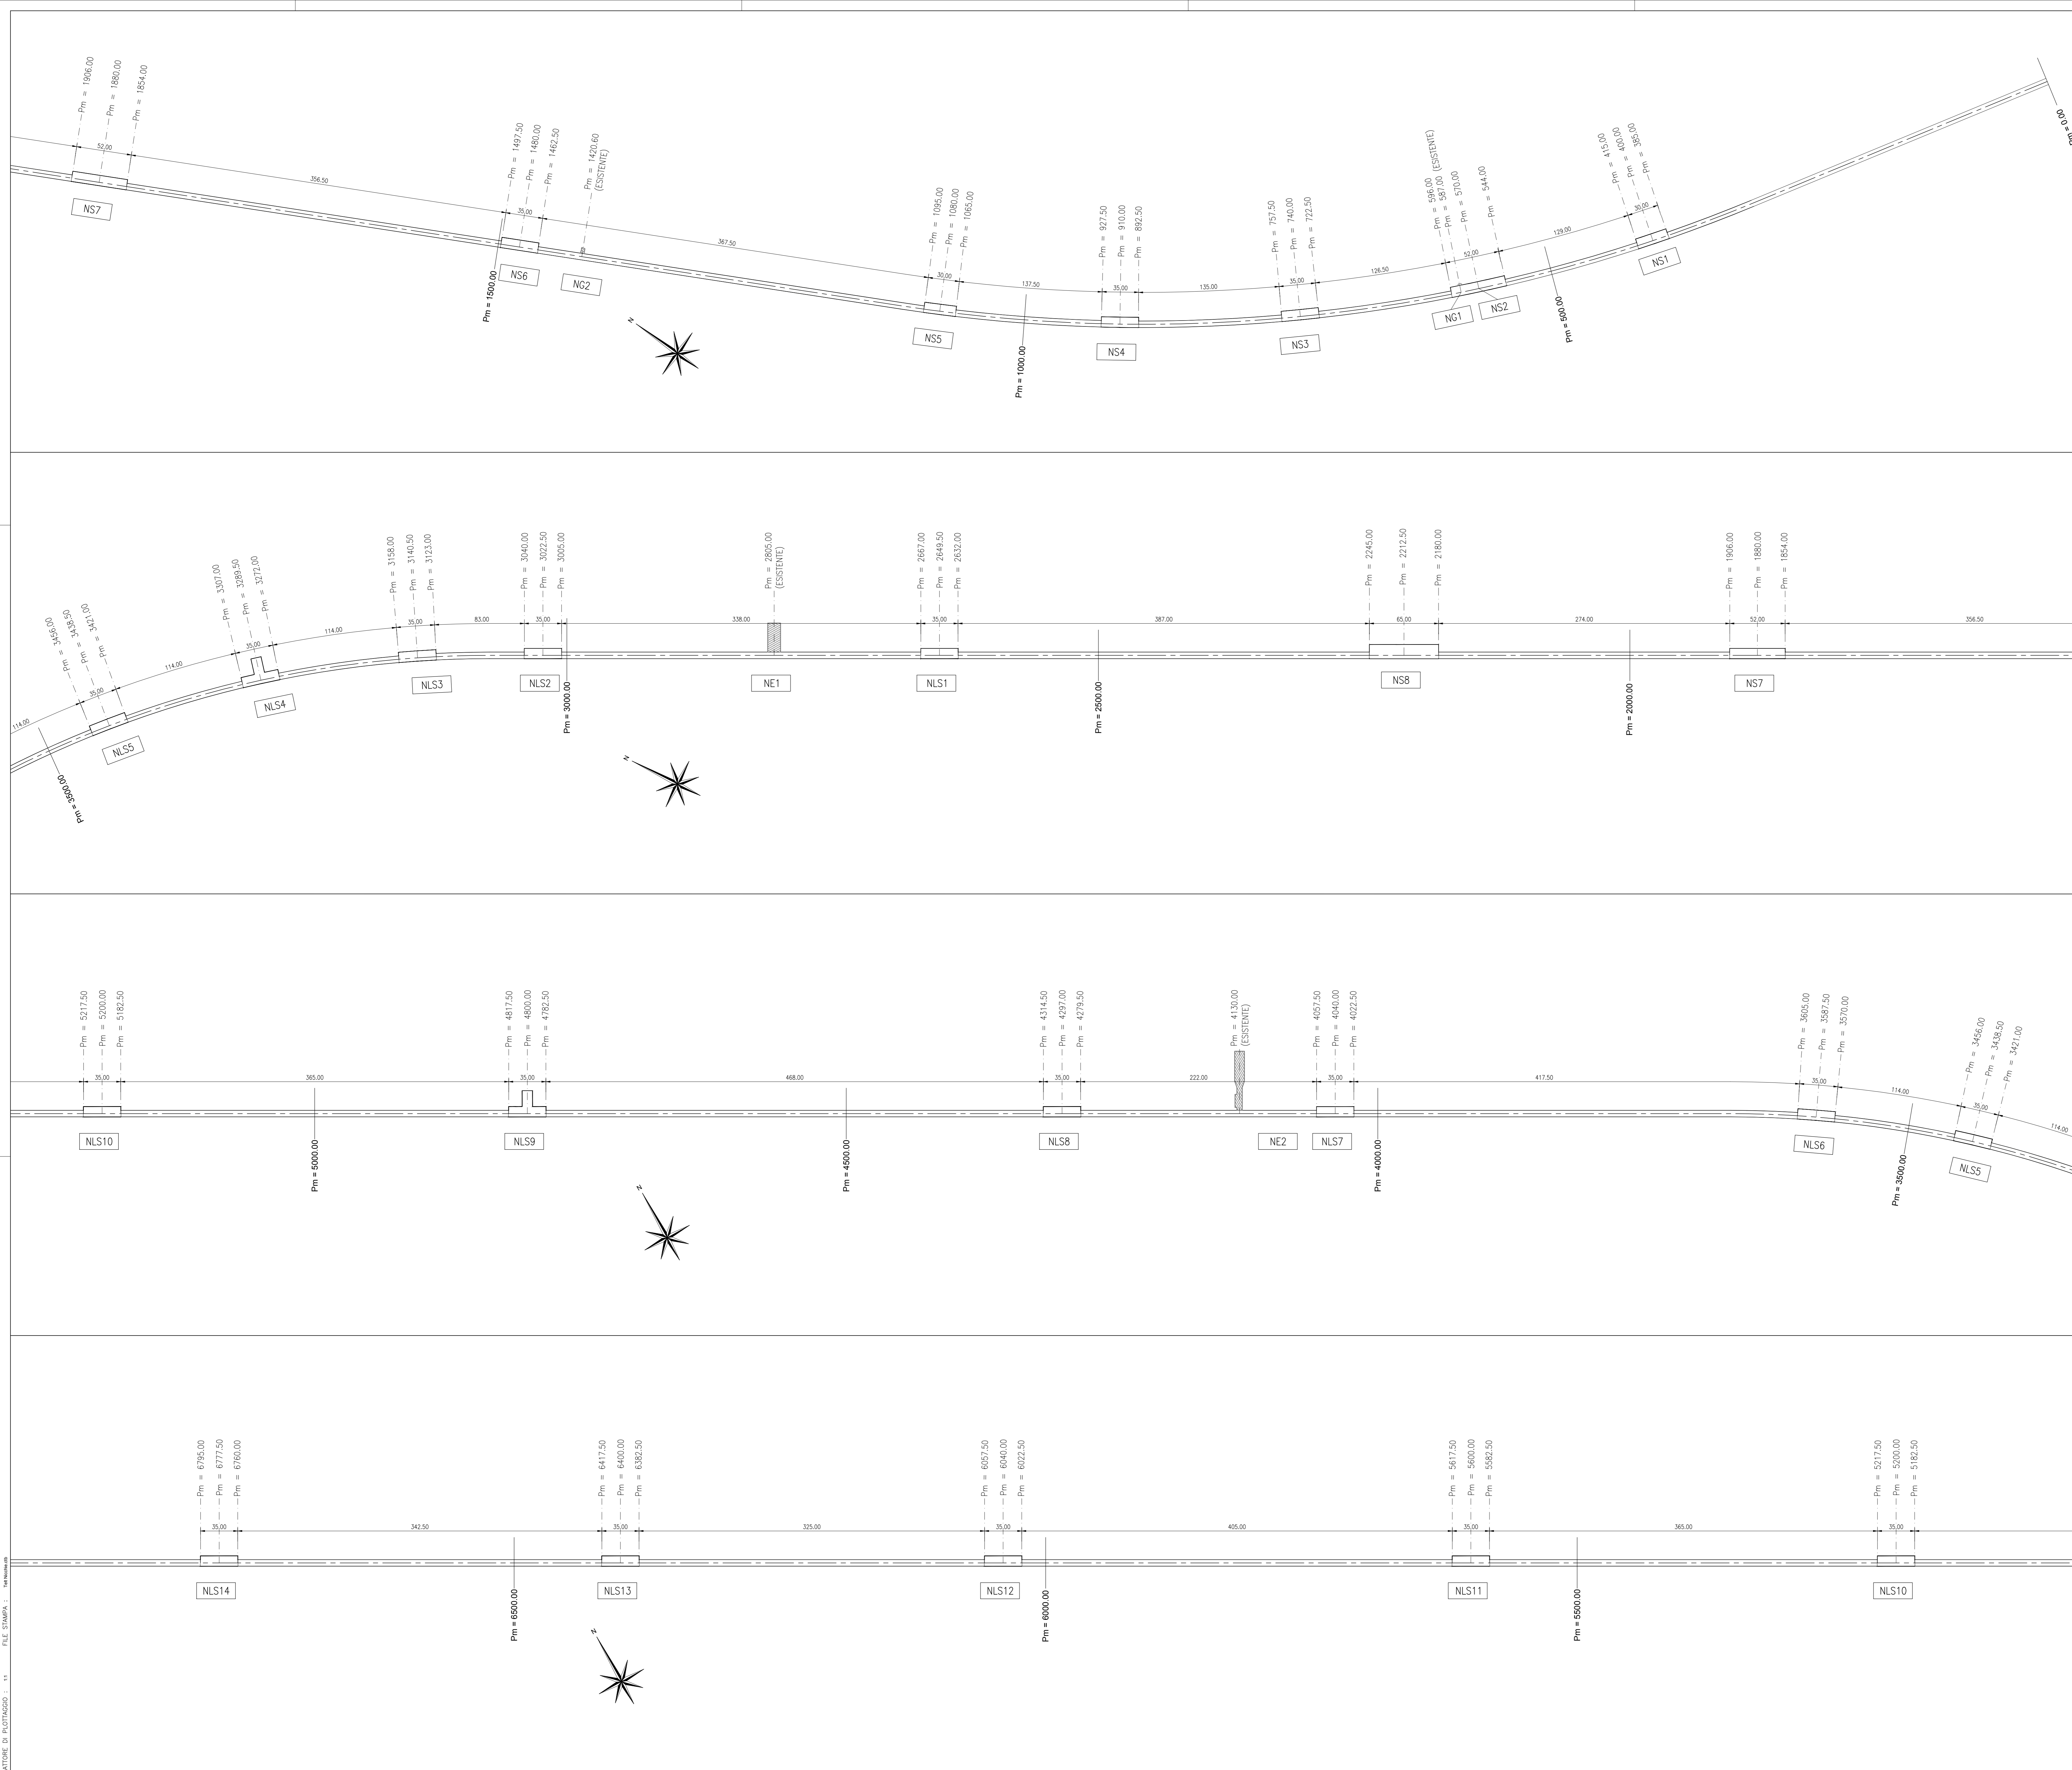 Pm = 1906.00
Pm = 1880.00
Pm = 1854.00
52,00
NS7
356.50
Pm = 1497.50
Pm = 1480.00
Pm = 1462.50
35,00
Pm = 1500.00
NS6
Pm = 1420.60
(ESISTENTE)
NG2
367.50
Pm = 1095.00
Pm = 1080.00
Pm = 1065.00
30,00
NS5
137.50
Pm = 1000.00
Pm = 927.50
Pm = 910.00
Pm = 892.50
35,00
NS4
135.00
Pm = 757.50
Pm = 740.00
Pm = 722.50
35,00
NS3
126.50
Pm = 596.00
Pm = 587.00 (ESISTENTE)
Pm = 570.00
Pm = 544.00
52,00
NG1
NS2
129.00
Pm = 500.00
Pm = 415.00
Pm = 400.00
Pm = 385.00
30,00
NS1
Pm = 0.00
N
114.00
Pm = 3500.00
Pm = 3456.00
Pm = 3438.50
Pm = 3421.00
35,00
NLS5
114.00
Pm = 3307.00
Pm = 3289.50
Pm = 3272.00
35,00
NLS4
114.00
Pm = 3158.00
Pm = 3140.50
Pm = 3123.00
35,00
NLS3
83.00
Pm = 3040.00
Pm = 3022.50
Pm = 3005.00
35,00
NLS2
Pm = 3000.00
338.00
Pm = 2805.00
(ESISTENTE)
NE1
Pm = 2667.00
Pm = 2649.50
Pm = 2632.00
35,00
NLS1
387.00
Pm = 2500.00
Pm = 2245.00
Pm = 2212.50
Pm = 2180.00
65,00
NS8
274.00
Pm = 2000.00
Pm = 1906.00
Pm = 1880.00
Pm = 1854.00
52,00
NS7
356.50
N
Pm = 5217.50
Pm = 5200.00
Pm = 5182.50
35,00
NLS10
365.00
Pm = 5000.00
Pm = 4817.50
Pm = 4800.00
Pm = 4782.50
35,00
NLS9
468.00
Pm = 4500.00
Pm = 4314.50
Pm = 4297.00
Pm = 4279.50
35,00
NLS8
222.00
Pm = 4130.00
(ESISTENTE)
NE2
Pm = 4057.50
Pm = 4040.00
Pm = 4022.50
35,00
NLS7
Pm = 4000.00
417.50
Pm = 3605.00
Pm = 3587.50
Pm = 3570.00
35,00
NLS6
114.00
Pm = 3500.00
Pm = 3456.00
Pm = 3438.50
Pm = 3421.00
35,00
NLS5
114.00
N
Pm = 6795.00
Pm = 6777.50
Pm = 6760.00
35,00
NLS14
342.50
Pm = 6500.00
Pm = 6417.50
Pm = 6400.00
Pm = 6382.50
35,00
NLS13
325.00
Pm = 6057.50
Pm = 6040.00
Pm = 6022.50
35,00
NLS12
Pm = 6000.00
405.00
Pm = 5617.50
Pm = 5600.00
Pm = 5582.50
35,00
NLS11
Pm = 5500.00
365.00
Pm = 5217.50
Pm = 5200.00
Pm = 5182.50
35,00
NLS10
N
ATTORE DI PLOTTAGGIO : 1:1 FILE STAMPA :